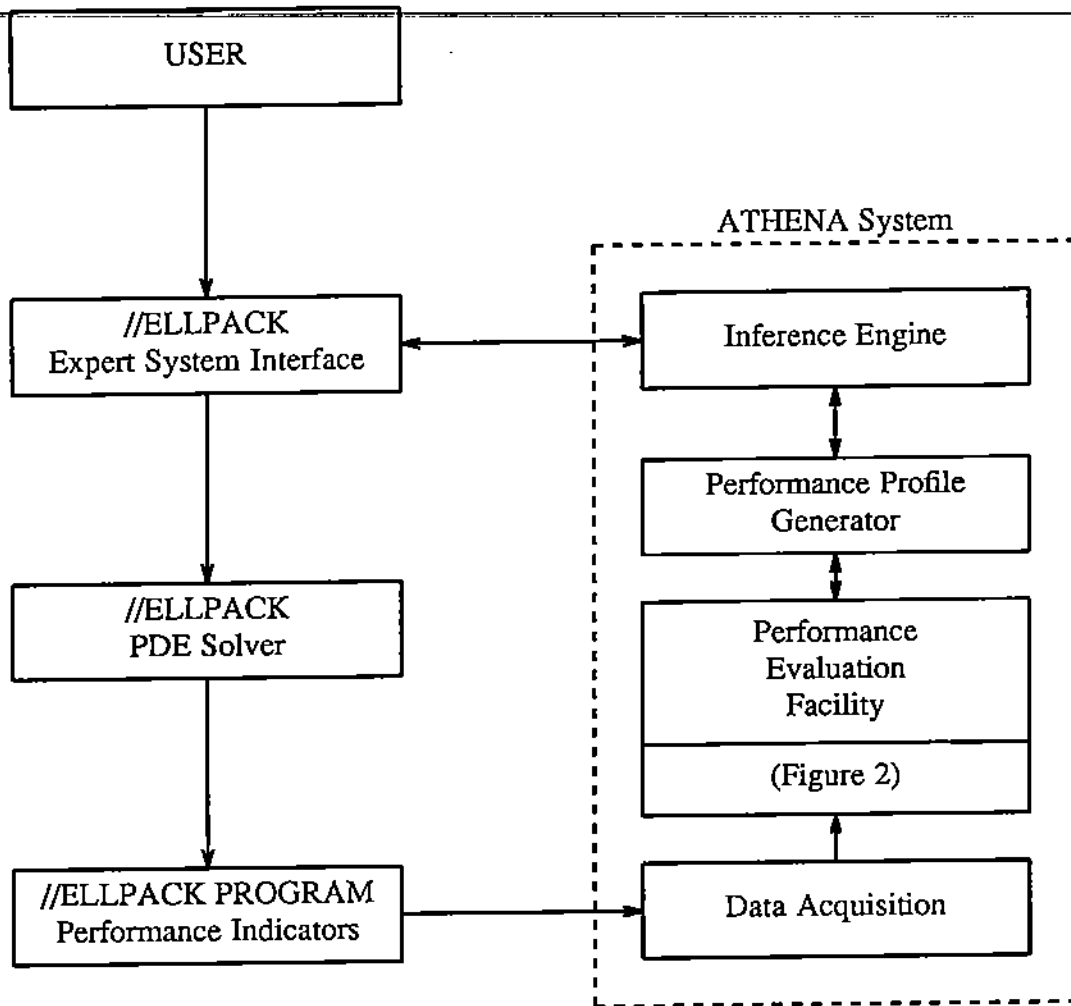 USER
//ELLPACK
Expert System Interface
//ELLPACK
PDE Solver
//ELLPACK PROGRAM
Performance Indicators
ATHENA System
Inference Engine
Performance Profile
Generator
Performance
Evaluation
Facility
(Figure 2)
Data Acquisition